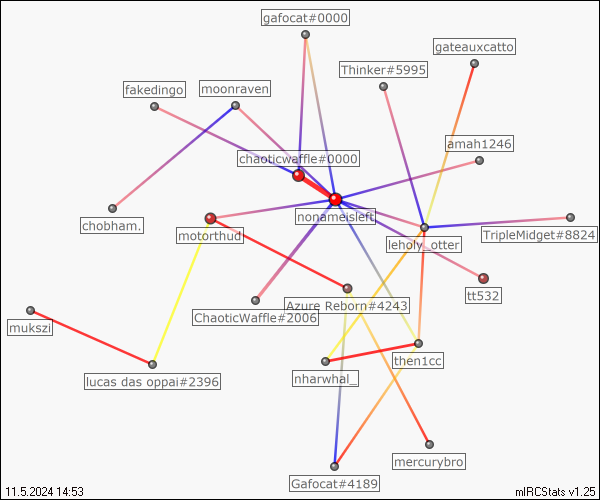 gafocat#0000
gateauxcatto
Thinker#5995
fakedingo
moonraven
amah1246
chaoticwaffle#0000
nonameisleft
chobham.
motorthud
leholy_otter
TripleMidget#8824
tt532
Azure Reborn#4243
ChaoticWaffle#2006
mukszi
then1cc
lucas das oppai#2396
nharwhal_
mercurybro
Gafocat#4189
11.5.2024 14:53
mIRCStats v1.25